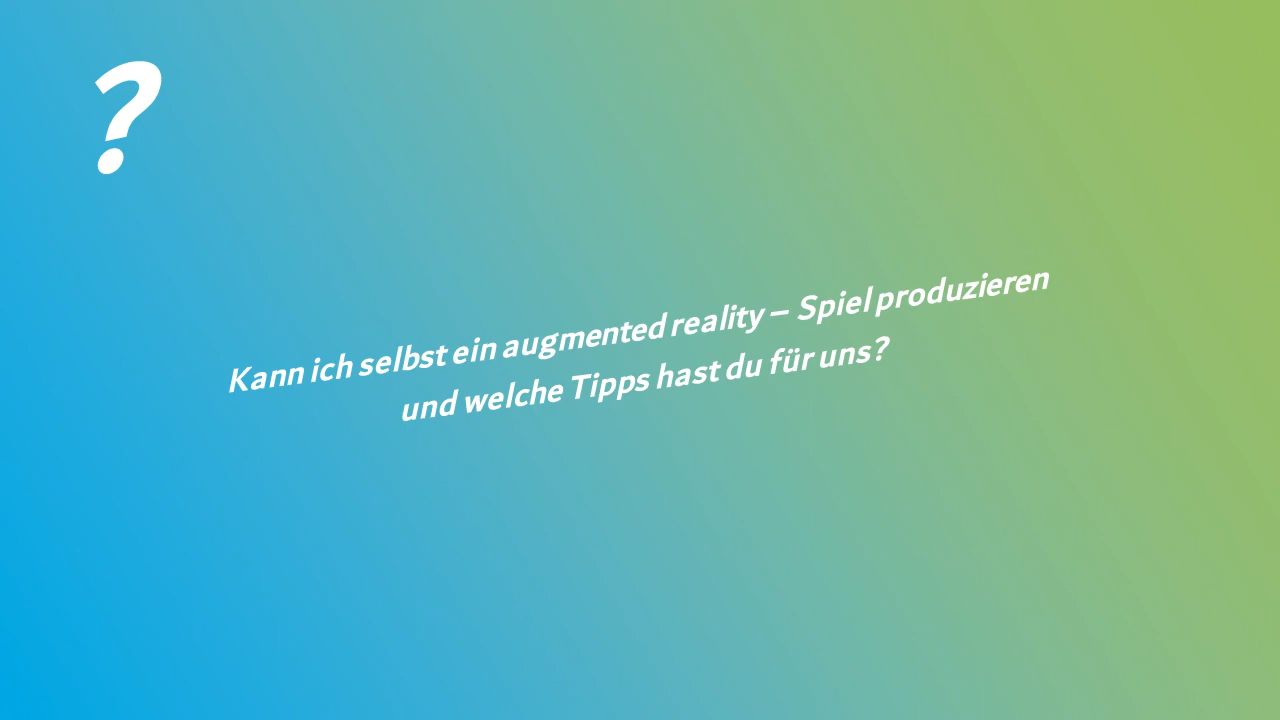 ?
Kann ich selbst ein augmented reality – Spiel produzieren
und welche Tipps hast du für uns?